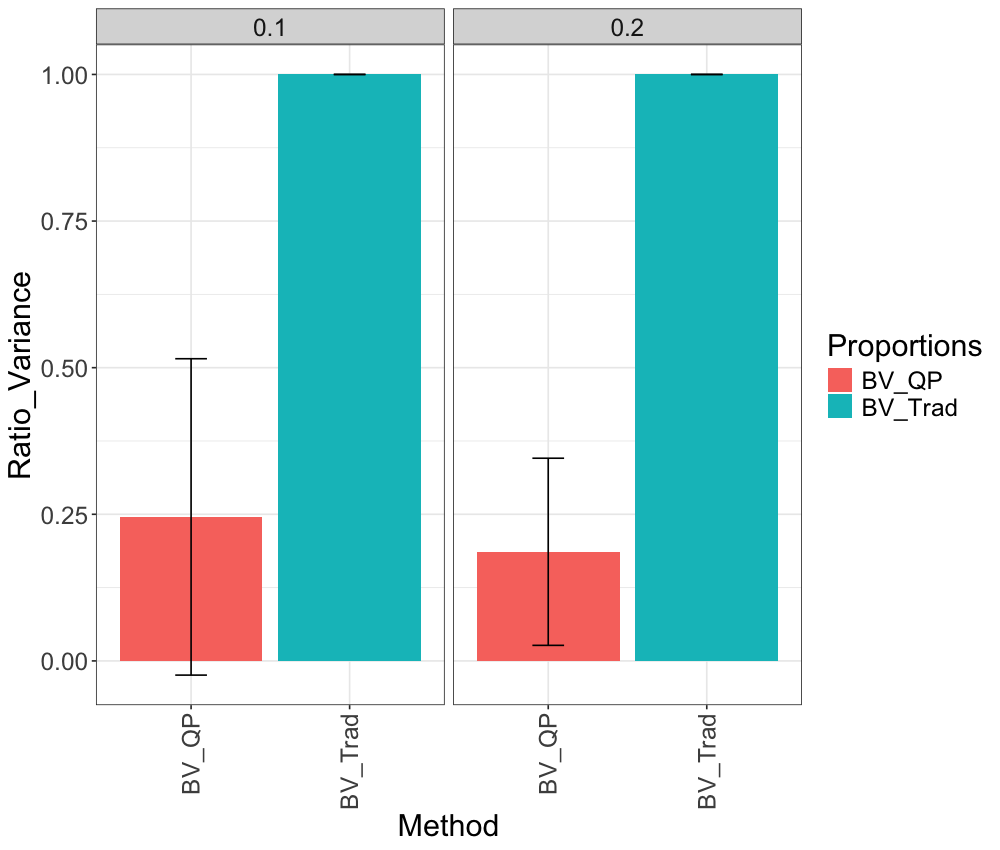 0.1
0.2
1.00
0.75
0.50
0.25
0.00
Ratio_Variance
BV_QP
BV_Trad
BV_QP
BV_Trad
Method
Proportions
BV_QP
BV_Trad